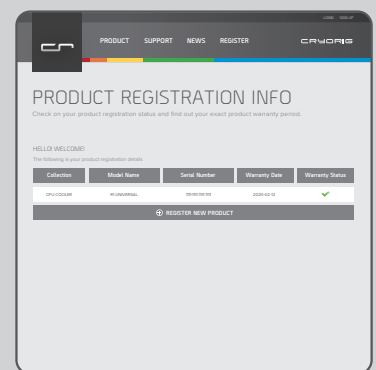 LOGIN SIGN UP
PRODUCT SUPPORT NEWS REGISTER CRYORIG
PRODUCT REGISTRATION INFO
Check on your product registration status and find out your exact product warranty period.
HELLO! WELCOME!
The following is your product registration details
Collection Model Name Serial Number Warranty Date Warranty Status
CPU COOLER R1 UNIVERSAL 2020-02-12
REGISTER NEW PRODUCT